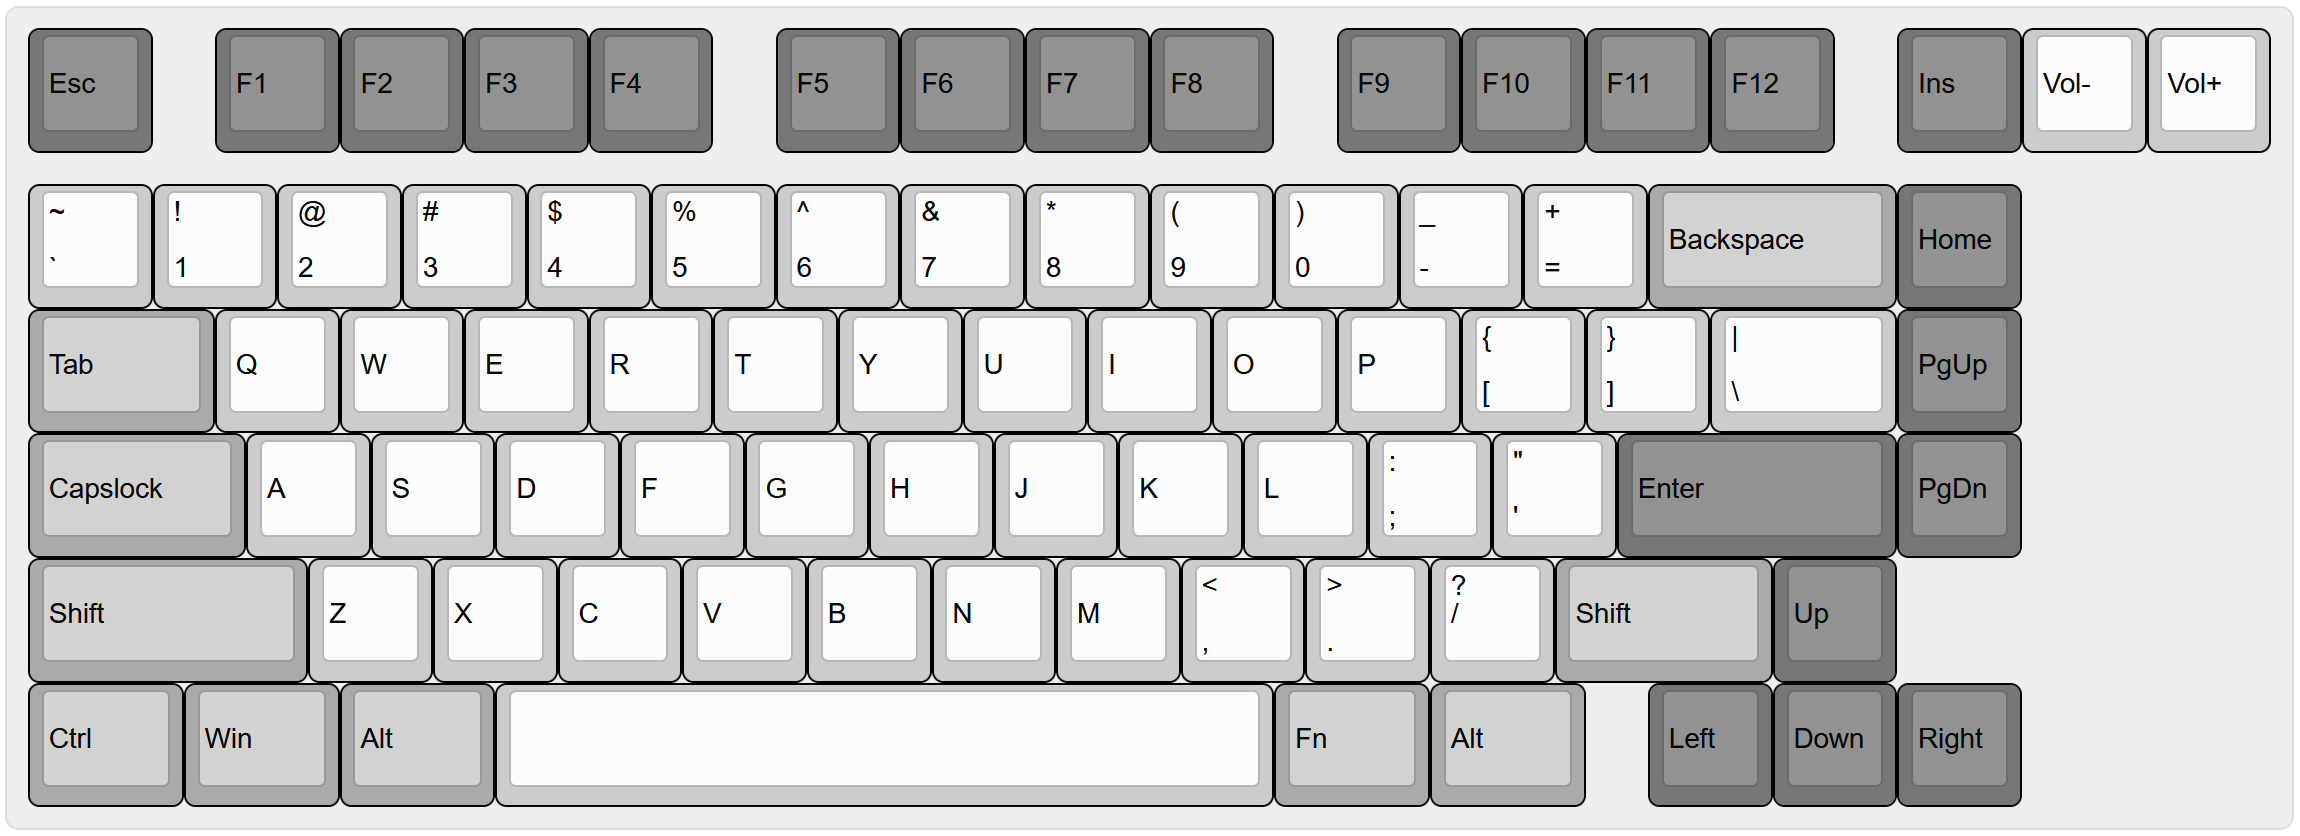 Esc F1 F2 F3 F4 F5 F6 F7 F8 F9 F10 F11 F12 Ins Vol- Vol+
~ ! @ # $ % ^ & * ( ) _ +
Backspace Home
` 1 2 3 4 5 6 7 8 9 0 - =
{ } |
Tab Q W E R T Y U I O P PgUp
[ ] \
: "
Capslock A S D F G H J K L Enter PgDn
; '
< > ?
Shift Z X C V B N M / Shift Up
, .
Ctrl Win Alt Fn Alt Left Down Right